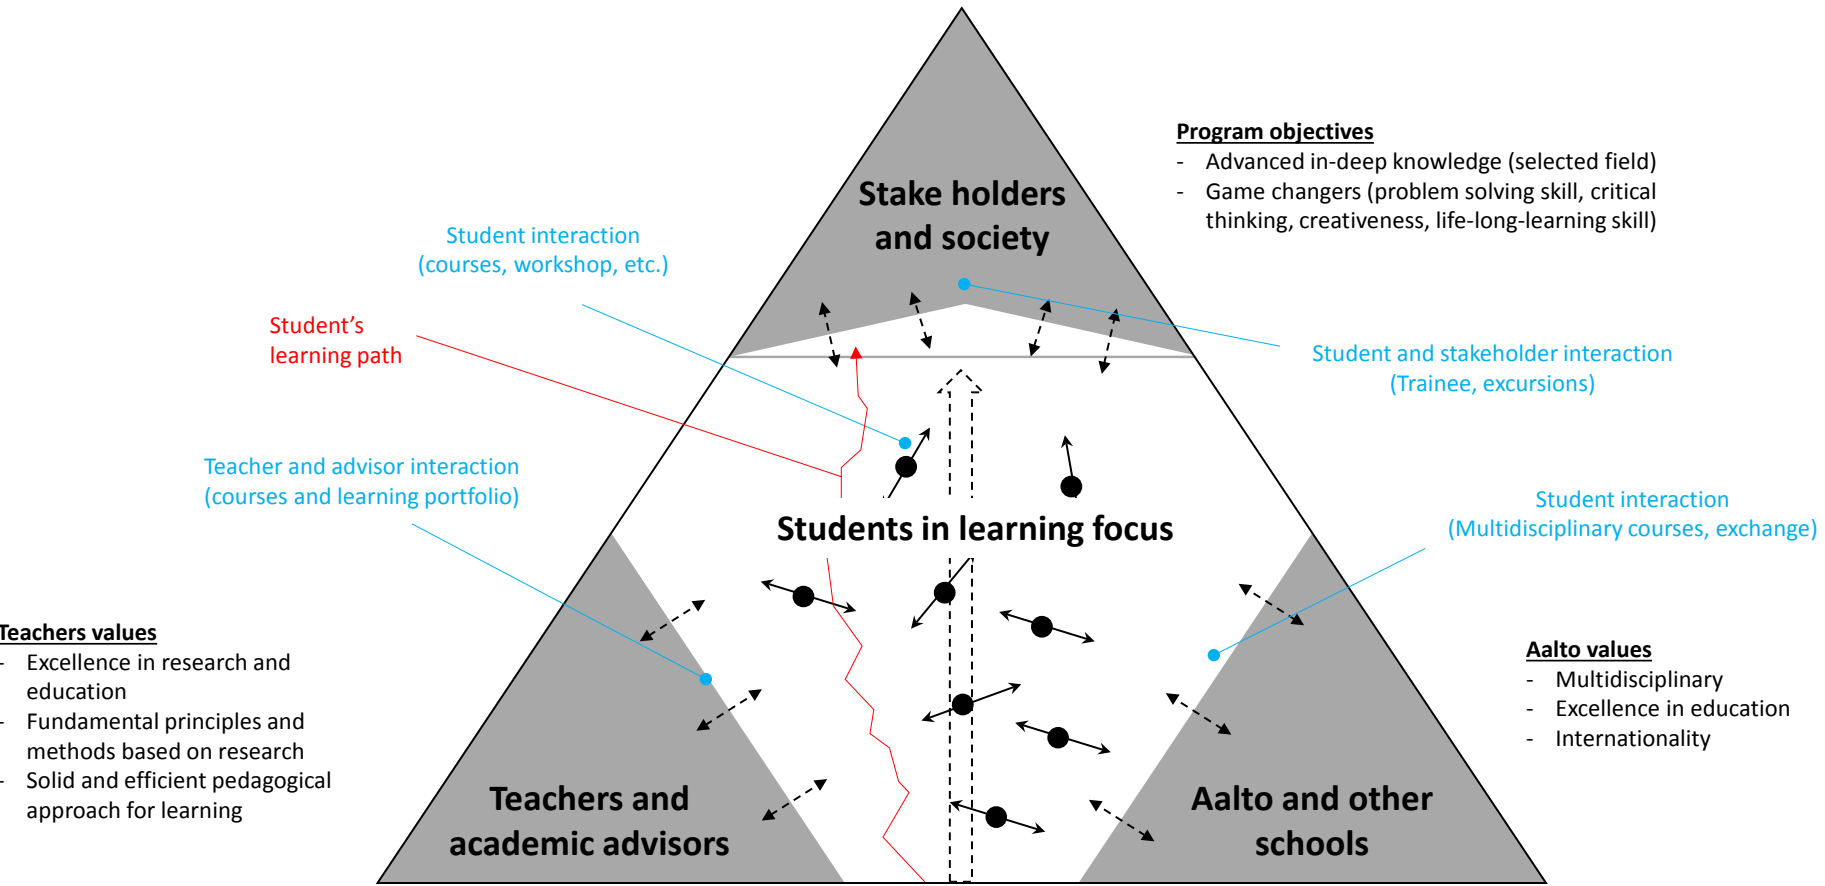 Program objectives
- Advanced in-deep knowledge (selected field)
- Game changers (problem solving skill, critical
thinking, creativeness, life-long-learning skill)
Stake holders
and society
Student interaction
(courses, workshop, etc.)
Student's
learning path
Student and stakeholder interaction
(Trainee, excursions)
Teacher and advisor interaction
(courses and learning portfolio)
Student interaction
(Multidisciplinary courses, exchange)
Students in learning focus
Teachers values
- Excellence in research and
education
- Fundamental principles and
methods based on research
- Solid and efficient pedagogical
approach for learning
Aalto values
- Multidisciplinary
- Excellence in education
- Internationality
Teachers and
academic advisors
Aalto and other
schools